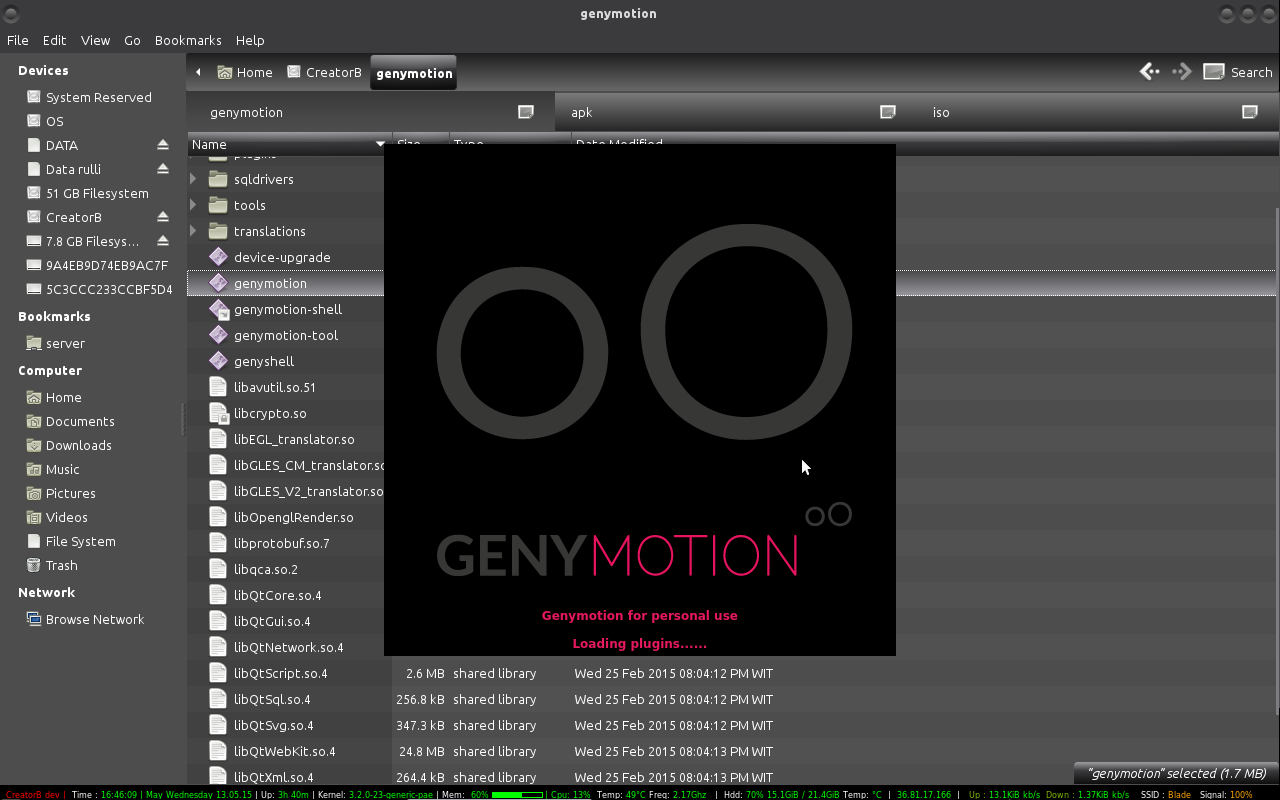 genymotion
File Edit View Go Bookmarks Help
Devices
System Reserved
OS
DATA
Data rulli
51 GB Filesystem
CreatorB
7.8 GB Filesys...
9A4EB9D74EB9AC7F
5C3CCC233CCBF5D4
Bookmarks
server
Computer
Home
Documents
Downloads
Music
Pictures
Videos
File System
Trash
Network
Browse Network
Home CreatorB genymotion Search
genymotion apk iso
Name Size Type Date Modified
plugins
sqldrivers
tools
translations
device-upgrade
genymotion
genymotion-shell
genymotion-tool
genyshell
libavutil.so.51
libcrypto.so
libEGL_translator.so
libGLES_CM_translator.so
libGLES_V2_translator.so
libOpenglRender.so
libprotobuf.so.7
libqca.so.2
libQtCore.so.4
libQtGui.so.4
libQtNetwork.so.4
libQtScript.so.4 2.6 MB shared library Wed 25 Feb 2015 08:04:12 PM WIT
libQtSql.so.4 256.8 kB shared library Wed 25 Feb 2015 08:04:12 PM WIT
libQtSvg.so.4 347.3 kB shared library Wed 25 Feb 2015 08:04:12 PM WIT
libQtWebKit.so.4 24.8 MB shared library Wed 25 Feb 2015 08:04:13 PM WIT
libQtXml.so.4 264.4 kB shared library Wed 25 Feb 2015 08:04:13 PM WIT
GENYMOTION
Genymotion for personal use
Loading plugins......
"genymotion" selected (1.7 MB)
CreatorB dev | Time : 16:46:09 | May Wednesday 13.05.15 | Up: 3h 40m | Kernel: 3.2.0-23-generic-pae | Mem: 60% | Cpu: 13% Temp: 49°C Freq: 2.17Ghz | Hdd: 70% 15.1GiB / 21.4GiB Temp: °C | 36.81.17.166 | Up : 13.1KiB kb/s Down : 1.37KiB kb/s SSID : Blade Signal: 100%